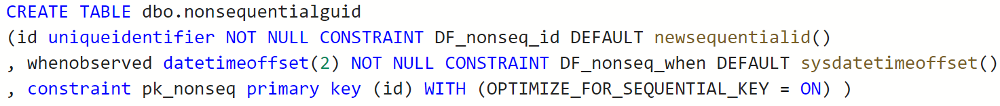 CREATE TABLE dbo.nonsequentialguid
(id uniqueidentifier NOT NULL CONSTRAINT DF_nonseq_id DEFAULT newsequentialid()
, whenobserved datetimeoffset(2) NOT NULL CONSTRAINT DF_nonseq_when DEFAULT sysdatetimeoffset()
, constraint pk_nonseq primary key (id) WITH (OPTIMIZE_FOR_SEQUENTIAL_KEY = ON) )